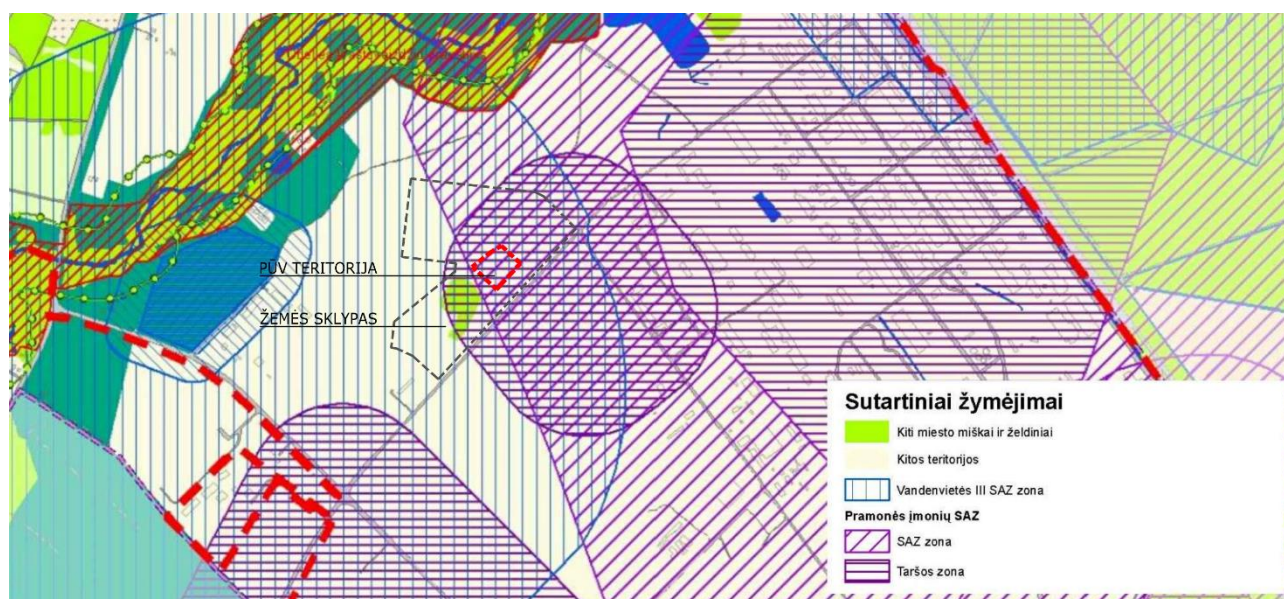 PŪV TERITORIJA
ŽEMĖS SKLYPAS
Sutartiniai žymėjimai
Kiti miesto miškai ir želdiniai
Kitos teritorijos
Vandenvietės III SAZ zona
Pramonės įmonių SAZ
SAZ zona
Taršos zona